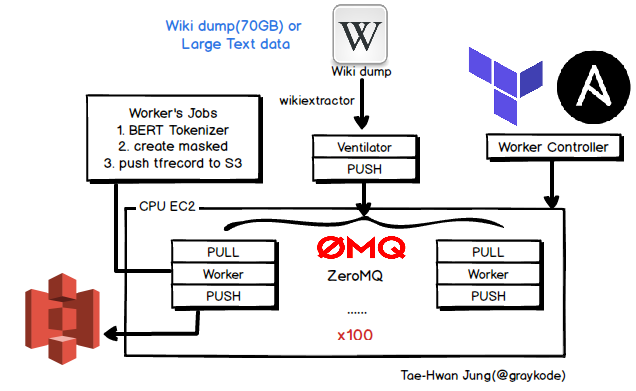 Wiki dump(70GB) or
Large Text data
W
Wiki dump
wikiextractor
Worker's Jobs
1. BERT Tokenizer
2. create masked
3. push tfrecord to S3
Ventilator
PUSH
A
Worker Controller
CPU EC2
PULL
Worker
PUSH
ØMQ
ZeroMQ
......
x100
PULL
Worker
PUSH
Tae-Hwan Jung(@graykode)